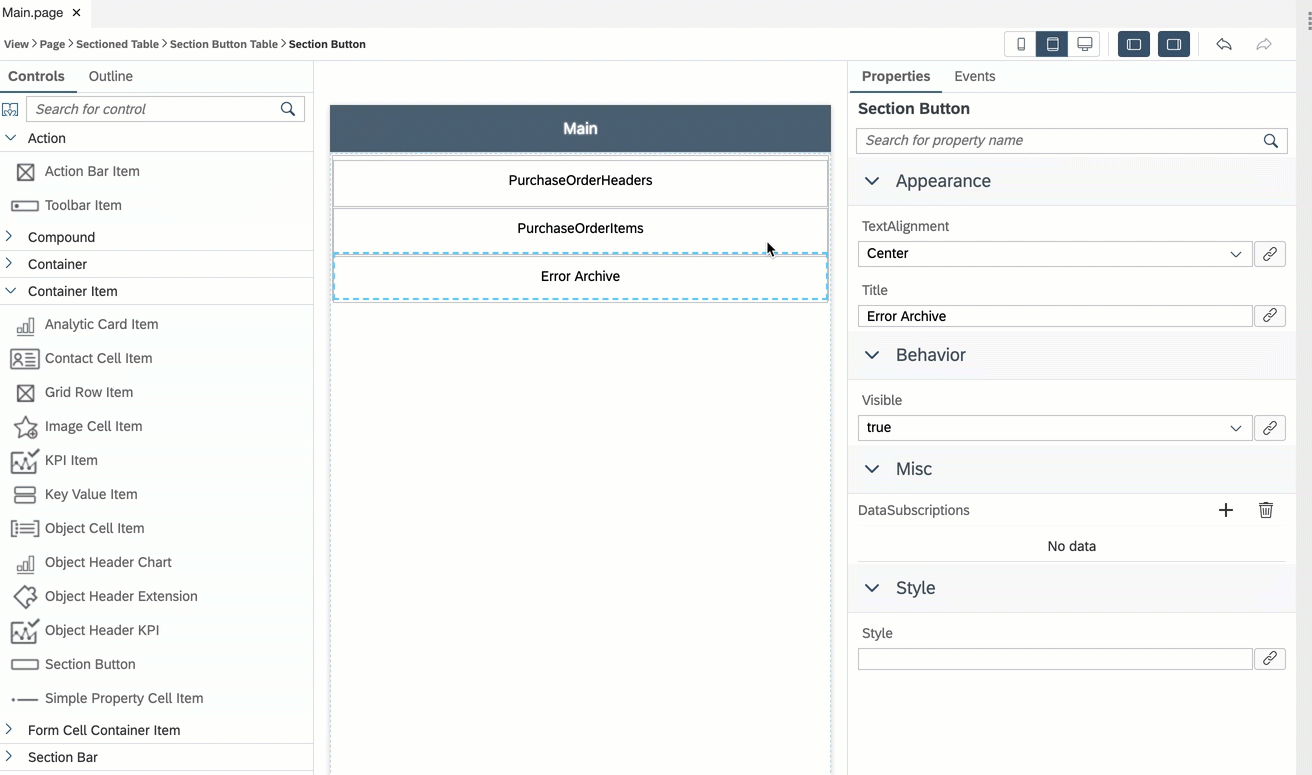 Main.page ×
View > Page > Sectioned Table > Section Button Table > Section Button
Controls
Outline
Search for control
Action
Action Bar Item
Toolbar Item
Compound
Container
Container Item
Analytic Card Item
Contact Cell Item
Grid Row Item
Image Cell Item
KPI Item
Key Value Item
Object Cell Item
Object Header Chart
Object Header Extension
Object Header KPI
Section Button
Simple Property Cell Item
Form Cell Container Item
Section Bar
Main
PurchaseOrderHeaders
PurchaseOrderItems
Error Archive
Properties
Events
Section Button
Search for property name
Appearance
TextAlignment
Center
Title
Error Archive
Behavior
Visible
true
Misc
DataSubscriptions
No data
Style
Style